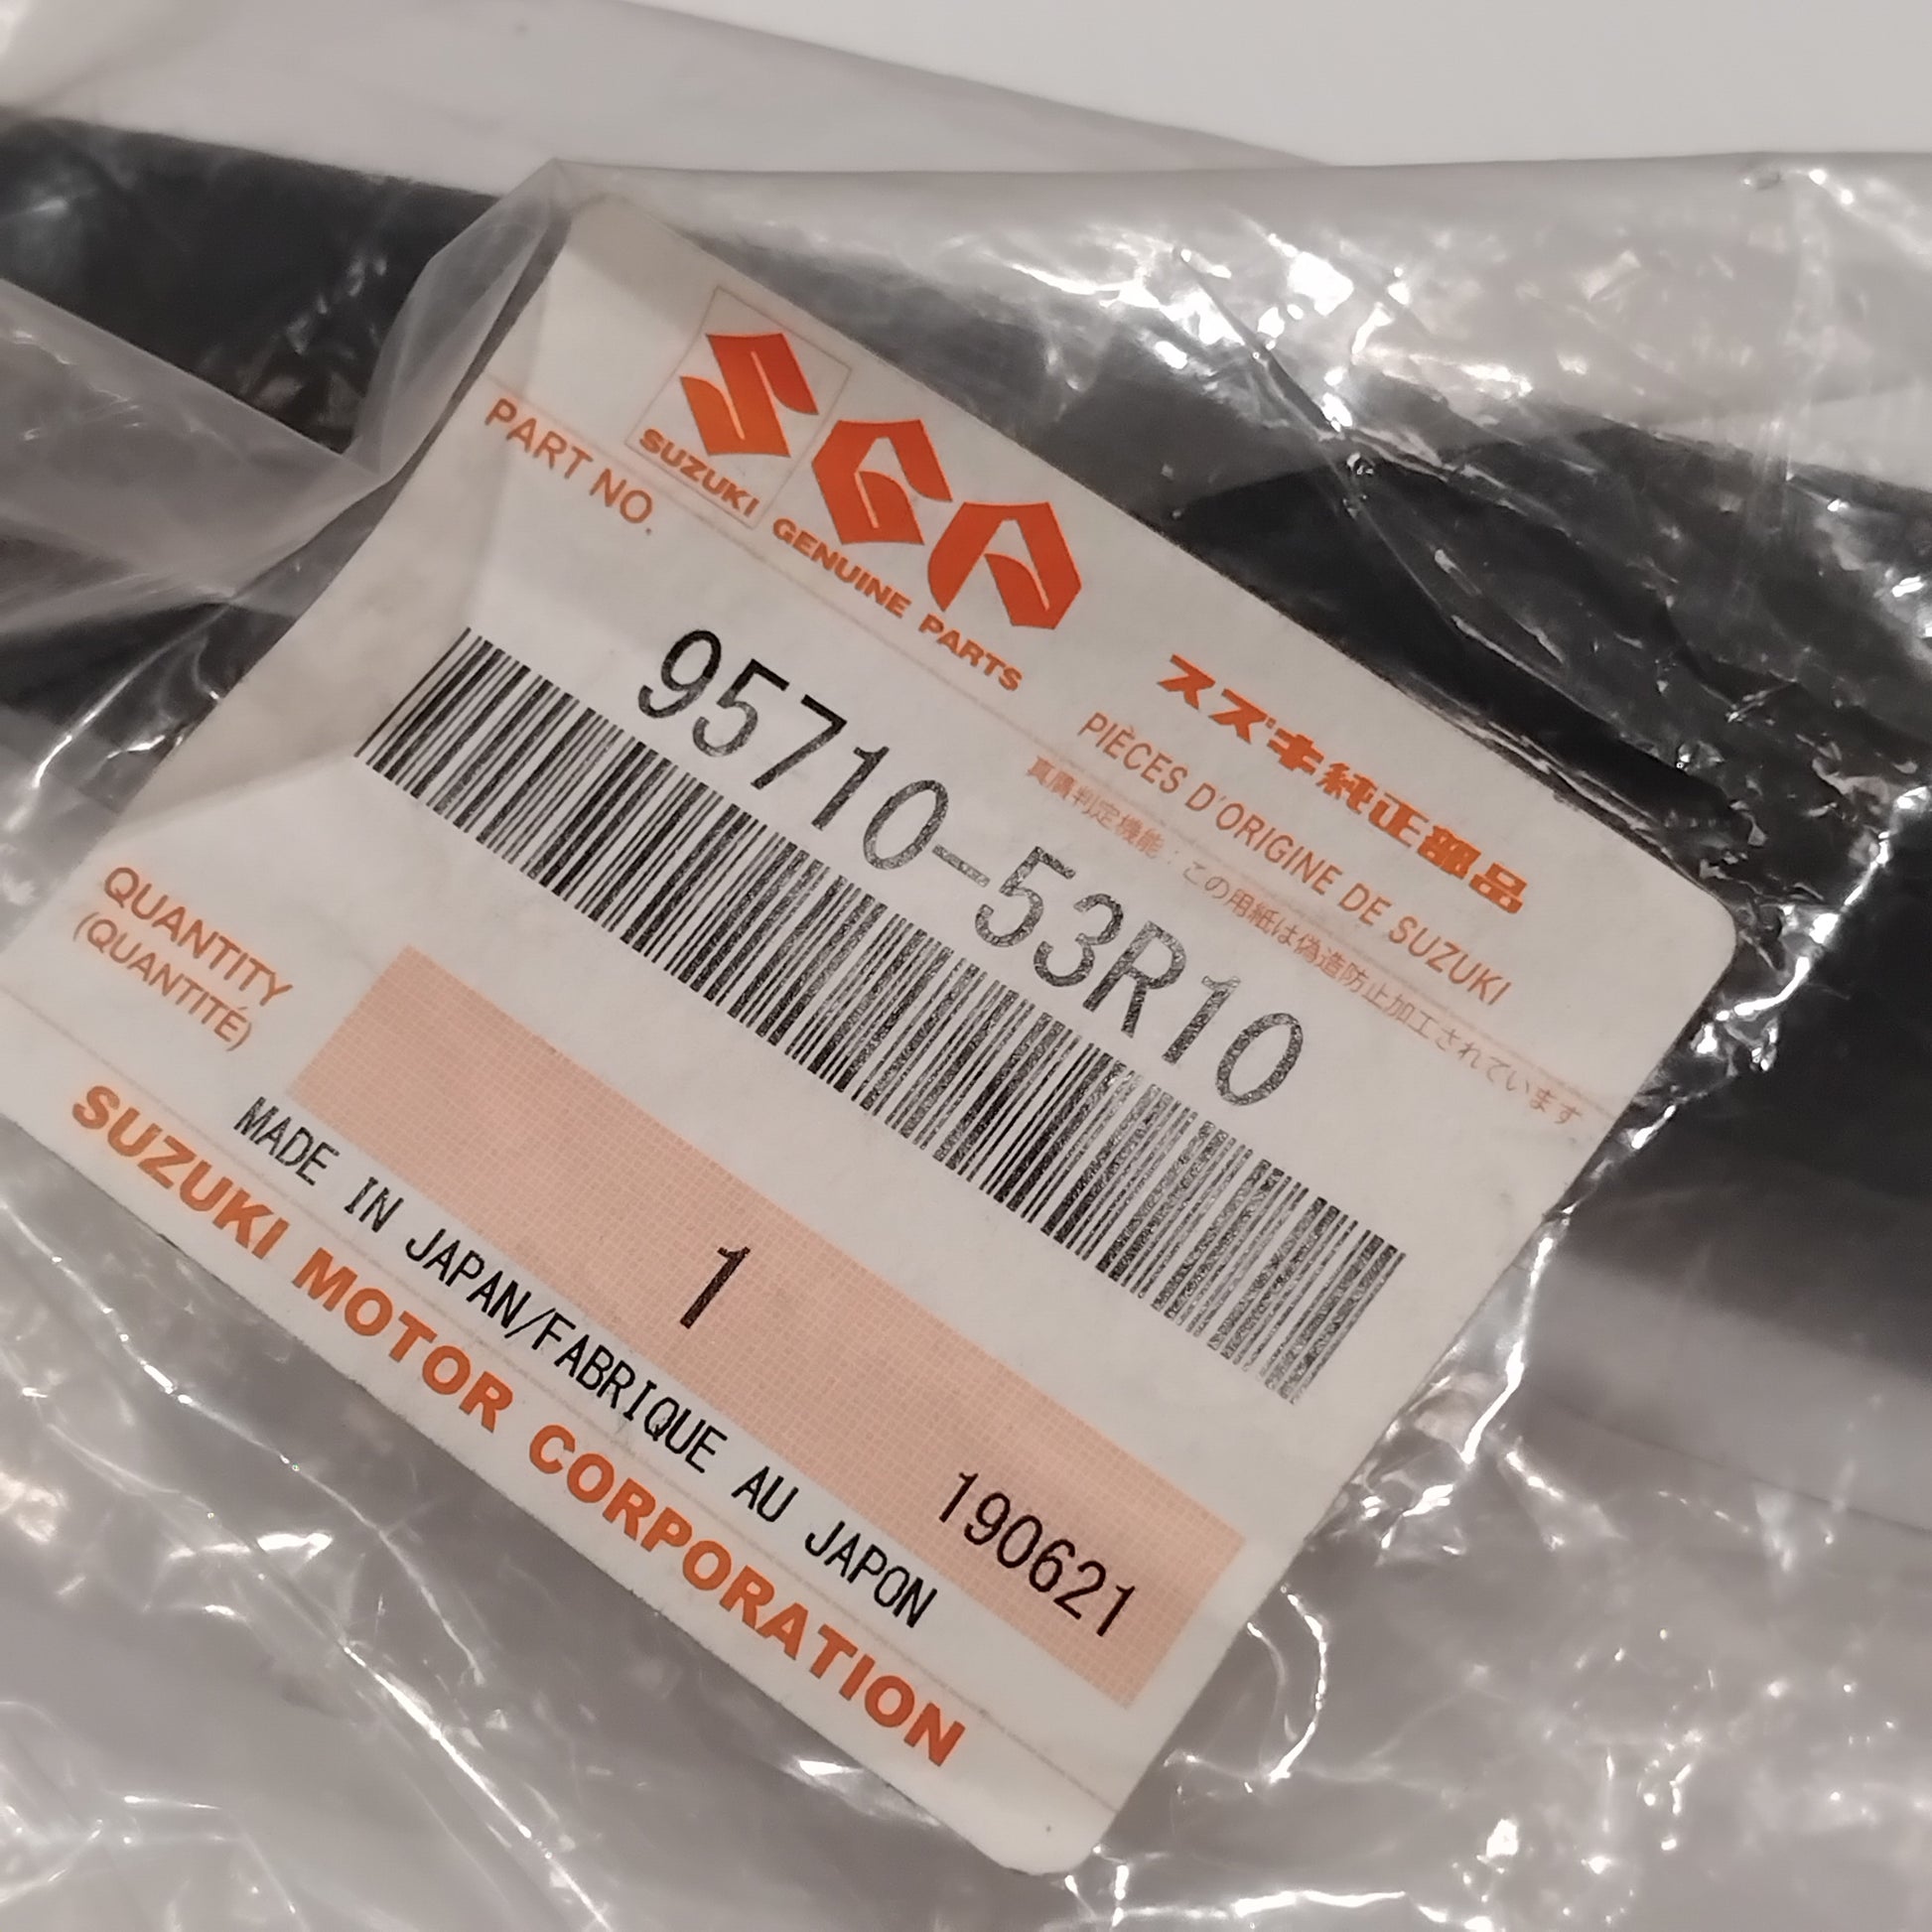 SGP
SUZUKI GENUINE PARTS
スズキ純正部品
PIÈCES D'ORIGINE DE SUZUKI
PART NO.
真贋判定機能：この用紙は偽造防止加工されています
95710-53R10
QUANTITY
(QUANTITÉ)
1
190621
MADE IN JAPAN/FABRIQUE AU JAPON
SUZUKI MOTOR CORPORATION